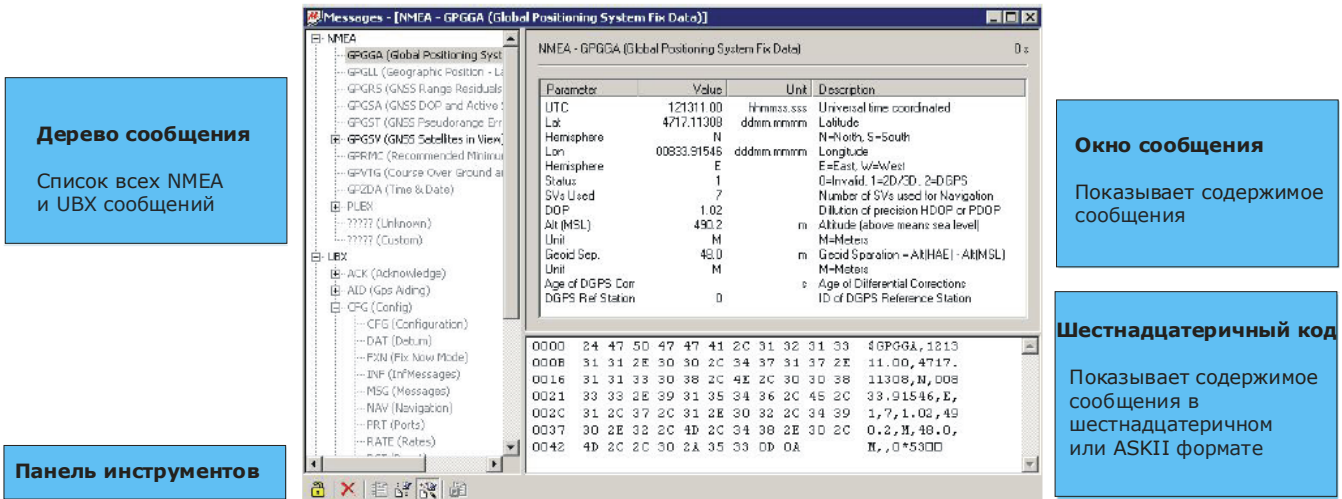 Messages - [NMEA - GPGGA (Global Positioning System Fix Data)]
Дерево сообщения
Список всех NMEA
и UBX сообщений
Панель инструментов
NMEA
GPGGA (Global Positioning Syst
GPGLL (Geographic Position - La
GPGRS (GNSS Range Residuals
GPGSA (GNSS DOP and Active S
GPGST (GNSS Pseudorange Err
GPGSV (GNSS Satellites in View)
GPRMC (Recommended Minimu
GPVTG (Course Over Ground an
GPZDA (Time & Date)
PUBX
????? (Unknown)
????? (Custom)
UBX
ACK (Acknowledge)
AID (Gps Aiding)
CFG (Config)
CFG (Configuration)
DAT (Datum)
FXN (Fix Now Mode)
INF (InfMessages)
MSG (Messages)
NAV (Navigation)
PRT (Ports)
RATE (Rates)
NMEA - GPGGA (Global Positioning System Fix Data) 0 s
Parameter Value Unit Description
UTC 121311.00 hhmmss.sss Universal time coordinated
Lat 4717.11308 ddmm.mmmm Latitude
Hemisphere N N=North, S=South
Lon 00833.91546 dddmm.mmmm Longitude
Hemisphere E E=East, W=West
Status 1 0=Invalid, 1=2D/3D, 2=DGPS
SVs Used 7 Number of SVs used for Navigation
DOP 1.02 Dillution of precision HDOP or PDOP
Alt (MSL) 490.2 m Altitude (above means sea level)
Unit M M=Meters
Geoid Sep. 48.0 m Geoid Sparation = Alt(HAE) - Alt(MSL)
Unit M M=Meters
Age of DGPS Corr s Age of Differential Corrections
DGPS Ref Station 0 ID of DGPS Reference Station
0000 24 47 50 47 47 41 2C 31 32 31 33 $GPGGA,1213
000B 31 31 2E 30 30 2C 34 37 31 37 2E 11.00,4717.
0016 31 31 33 30 38 2C 4E 2C 30 30 38 11308,N,008
0021 33 33 2E 39 31 35 34 36 2C 45 2C 33.91546,E,
002C 31 2C 37 2C 31 2E 30 32 2C 34 39 1,7,1.02,49
0037 30 2E 32 2C 4D 2C 34 38 2E 30 2C 0.2,M,48.0,
0042 4D 2C 2C 30 2A 35 33 0D 0A M,,0*53□□
Окно сообщения
Показывает содержимое
сообщения
Шестнадцатеричный код
Показывает содержимое
сообщения в
шестнадцатеричном
или ASKII формате